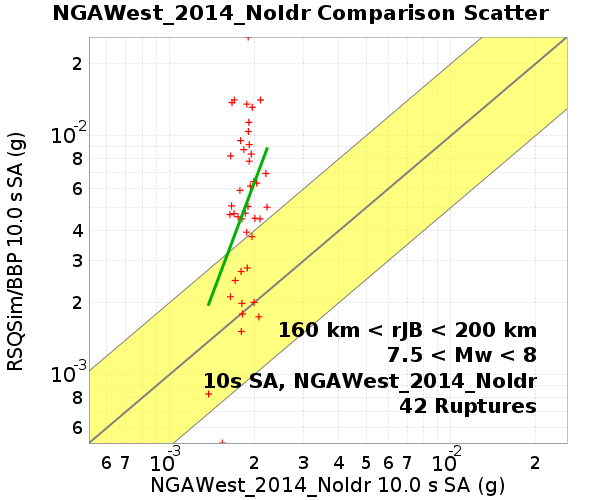 NGAWest_2014_NoIdr Comparison Scatter
RSQSim/BBP 10.0 s SA (g)
2
10-2
8
6
4
3
2
10-3
8
6
160 km < rJB < 200 km
7.5 < Mw < 8
10s SA, NGAWest_2014_NoIdr
42 Ruptures
6 7 10-3 2 3 4 5 6 7 8 10-2 2
NGAWest_2014_NoIdr 10.0 s SA (g)